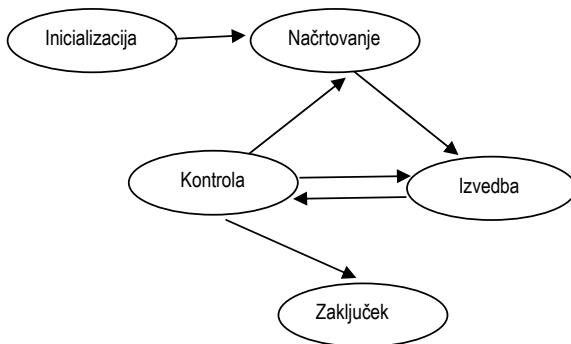 Inicializacija
Načrtovanje
Kontrola
Izvedba
Zaključek